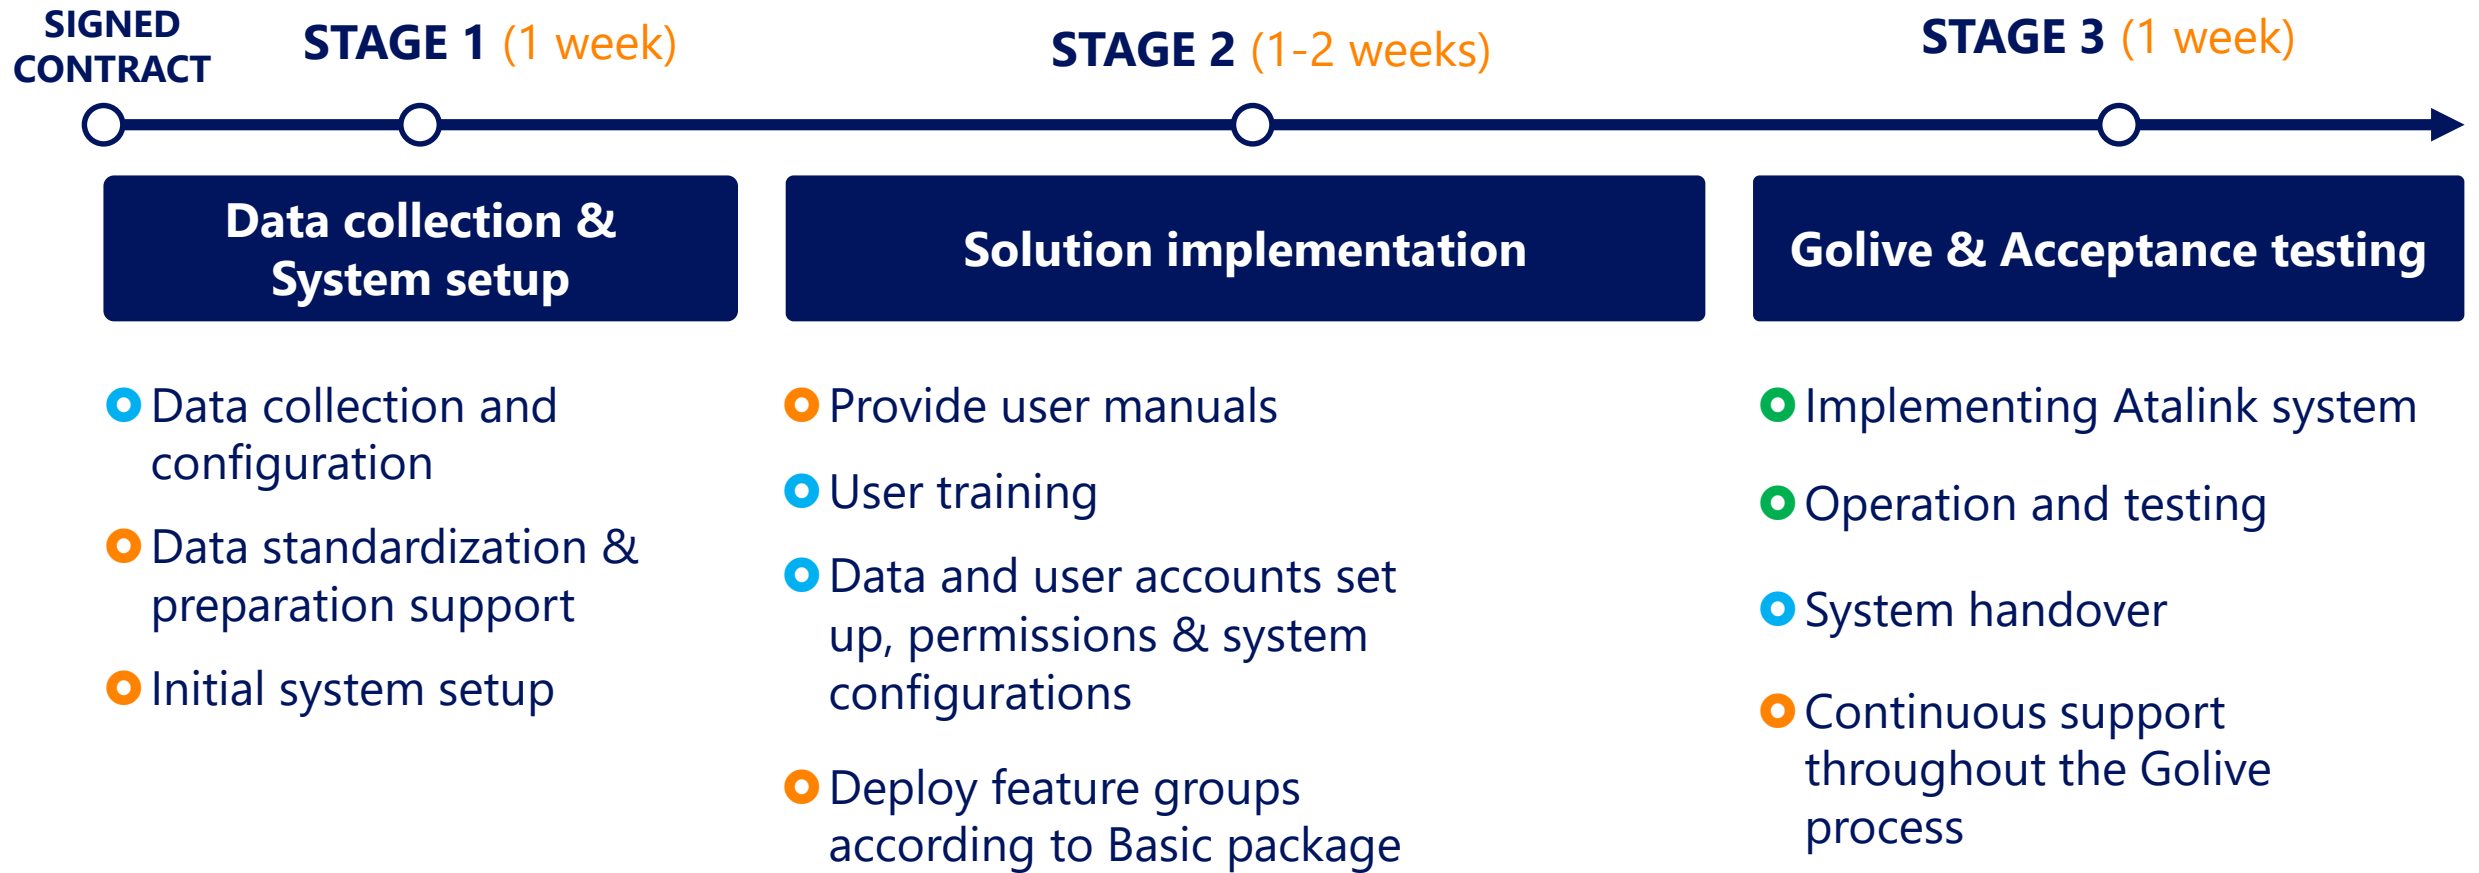 SIGNED
CONTRACT
STAGE 1 (1 week)
STAGE 2 (1-2 weeks)
STAGE 3 (1 week)
Data collection &
System setup
Solution implementation
Golive & Acceptance testing
Data collection and
configuration
Data standardization &
preparation support
Initial system setup
Provide user manuals
User training
Data and user accounts set
up, permissions & system
configurations
Deploy feature groups
according to Basic package
Implementing Atalink system
Operation and testing
System handover
Continuous support
throughout the Golive
process